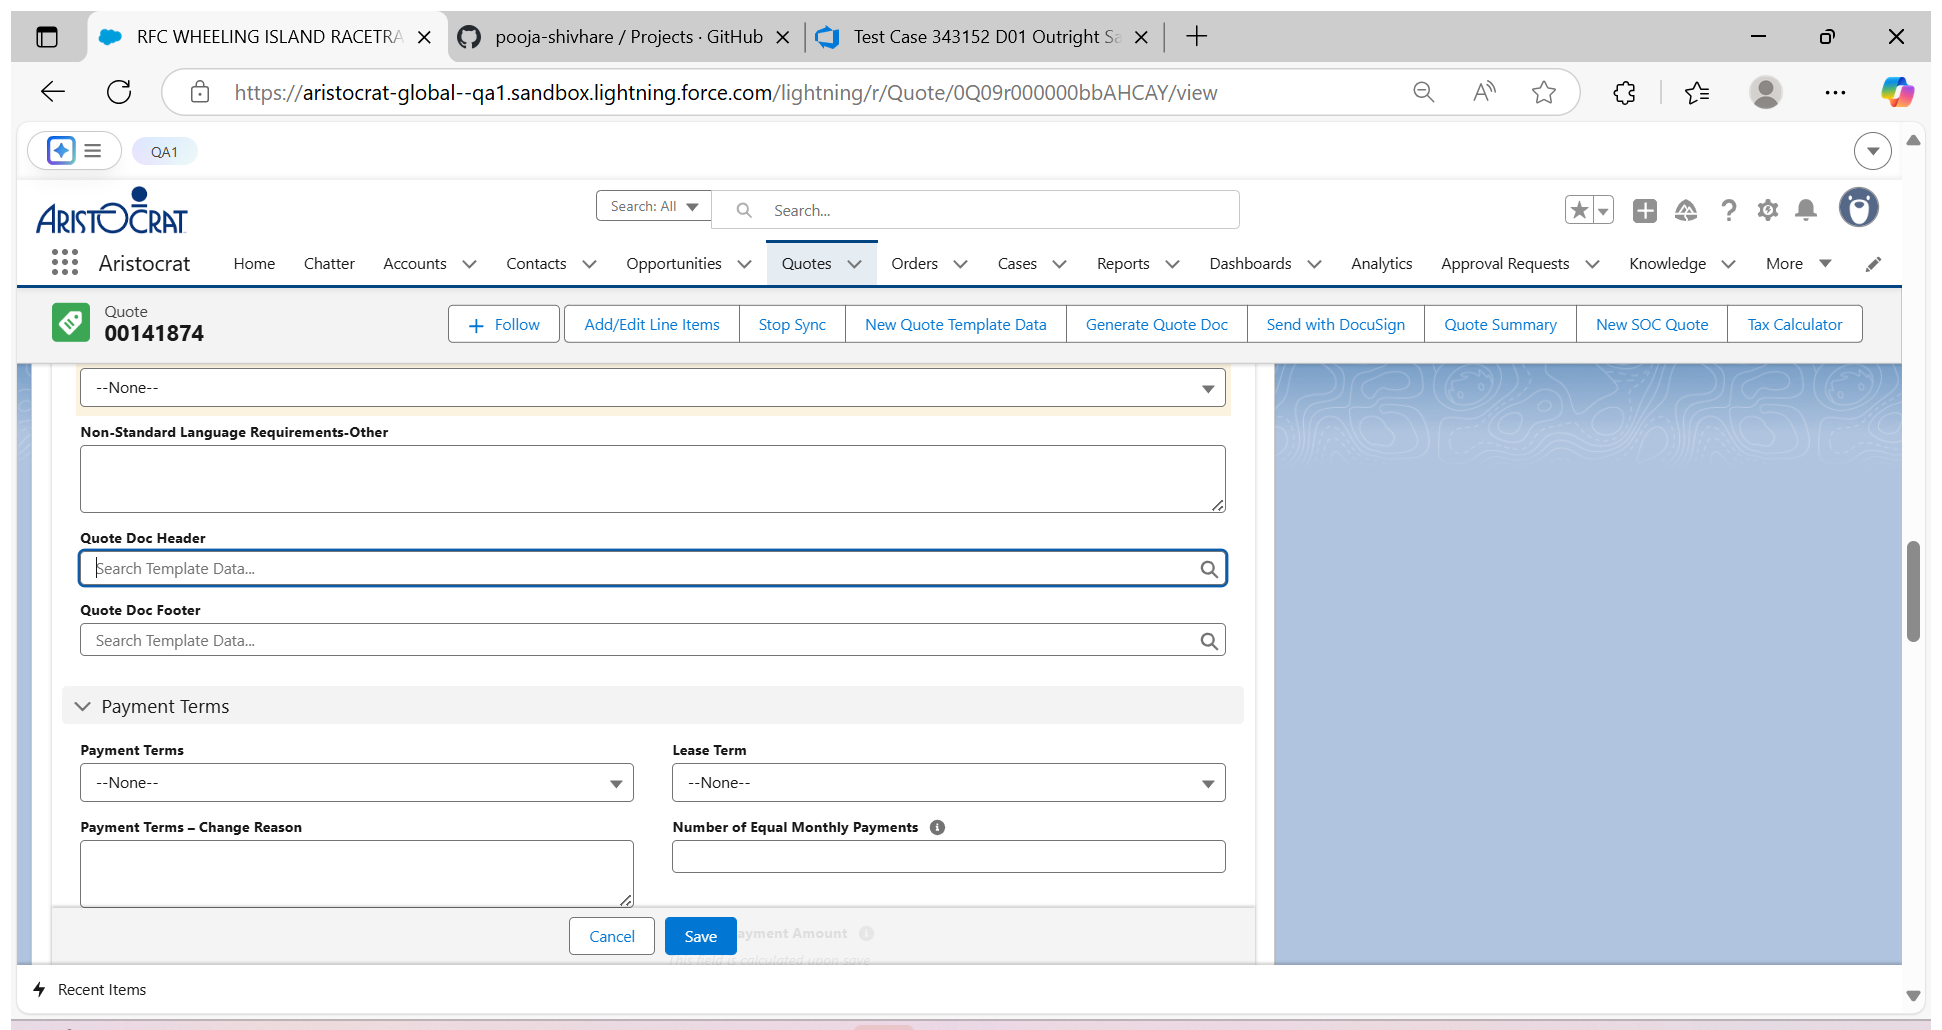 RFC WHEELING ISLAND RACETRA
pooja-shivhare / Projects · GitHub
Test Case 343152 D01 Outright Sa
https://aristocrat-global--qa1.sandbox.lightning.force.com/lightning/r/Quote/0Q09r000000bbAHCAY/view
QA1
ARISTOCRAT
Search: All
Search...
Aristocrat
Home
Chatter
Accounts
Contacts
Opportunities
Quotes
Orders
Cases
Reports
Dashboards
Analytics
Approval Requests
Knowledge
More
Quote
00141874
Follow
Add/Edit Line Items
Stop Sync
New Quote Template Data
Generate Quote Doc
Send with DocuSign
Quote Summary
New SOC Quote
Tax Calculator
--None--
Non-Standard Language Requirements-Other
Quote Doc Header
Search Template Data...
Quote Doc Footer
Search Template Data...
Payment Terms
Payment Terms
--None--
Lease Term
--None--
Payment Terms – Change Reason
Number of Equal Monthly Payments
Cancel
Save
ayment Amount
This field is calculated upon save
Recent Items